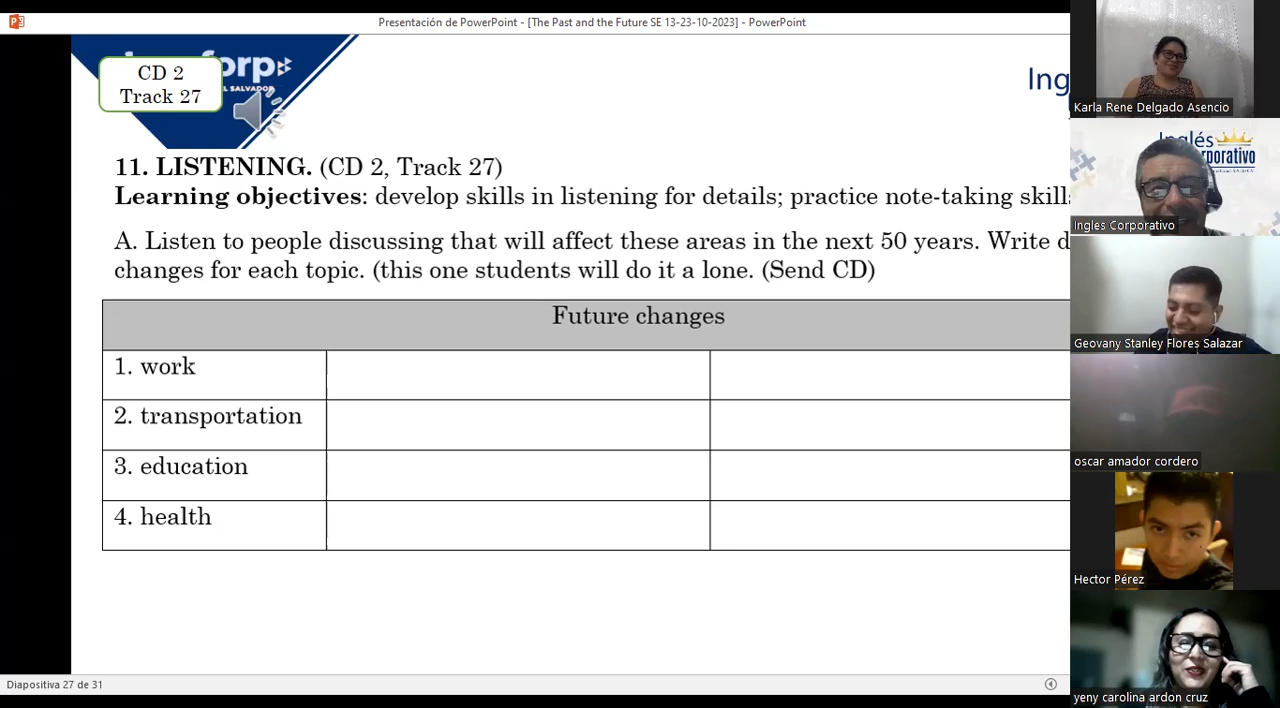 Presentación de PowerPoint - [The Past and the Future SE 13-23-10-2023] - PowerPoint
CD 2
Track 27
orp
EL SALVADOR
Ing
11. LISTENING. (CD 2, Track 27)
Learning objectives: develop skills in listening for details; practice note-taking skill
A. Listen to people discussing that will affect these areas in the next 50 years. Write d
changes for each topic. (this one students will do it a lone. (Send CD)
Future changes
1. work
2. transportation
3. education
4. health
Diapositiva 27 de 31
Karla Rene Delgado Asencio
Inglés
Ingles Corporativo
Geovany Stanley Flores Salazar
oscar amador cordero
Hector Pérez
yeny carolina ardon cruz